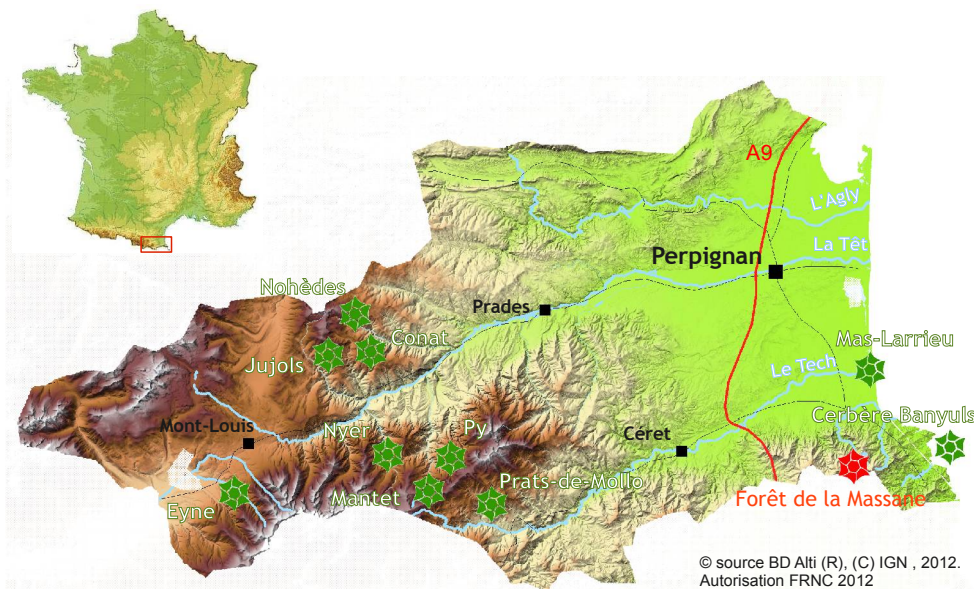 A9
L'Agly
La Têt
Perpignan
Nohèdes
Prades
Conat
Mas-Larrieu
Jujols
Le Tech
Cerbère Banyuls
Mont-Louis
Nyer
Py
Céret
Prats-de-Mollo
Mantet
Eyne
Forêt de la Massane
© source BD Alti (R), (C) IGN , 2012.
Autorisation FRNC 2012